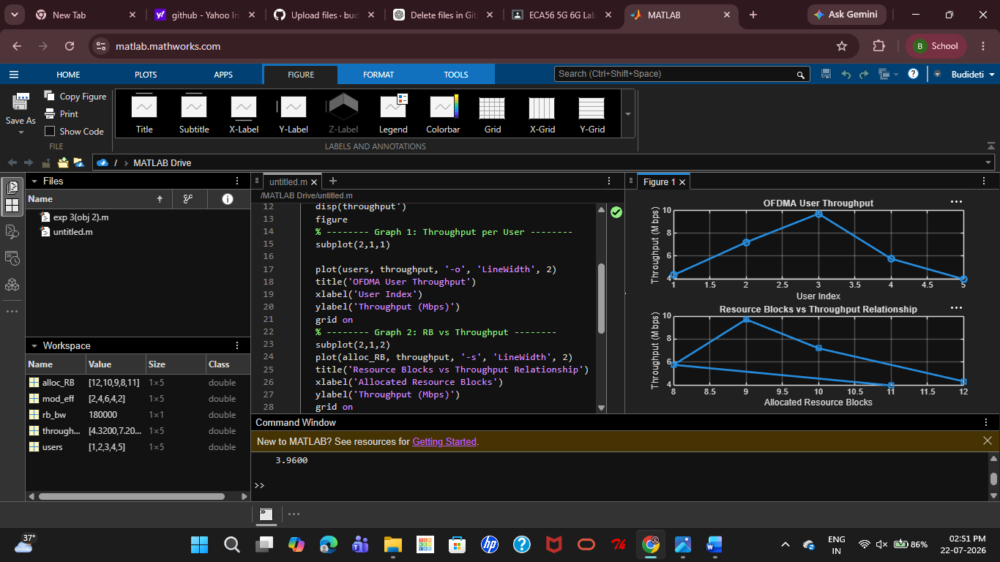 New Tab
github - Yahoo In
Upload files · bud
Delete files in Git
ECA56 5G 6G Lab
MATLAB
Ask Gemini
matlab.mathworks.com
B School
HOME PLOTS APPS FIGURE FORMAT TOOLS
Search (Ctrl+Shift+Space)
Budideti
Save As
Copy Figure
Print
Show Code
FILE
Title Subtitle X-Label Y-Label Z-Label Legend Colorbar Grid X-Grid Y-Grid
LABELS AND ANNOTATIONS
/ > MATLAB Drive
Files
Name
exp 3(obj 2).m
untitled.m
Workspace
Name Value Size Class
alloc_RB [12,10,9,8,11] 1×5 double
mod_eff [2,4,6,4,2] 1×5 double
rb_bw 180000 1×1 double
through... [4.3200,7.20... 1×5 double
users [1,2,3,4,5] 1×5 double
untitled.m
/MATLAB Drive/untitled.m
12 disp(throughput')
13 figure
14 % -------- Graph 1: Throughput per User --------
15 subplot(2,1,1)
16
17 plot(users, throughput, '-o', 'LineWidth', 2)
18 title('OFDMA User Throughput')
19 xlabel('User Index')
20 ylabel('Throughput (Mbps)')
21 grid on
22 % -------- Graph 2: RB vs Throughput --------
23 subplot(2,1,2)
24 plot(alloc_RB, throughput, '-s', 'LineWidth', 2)
25 title('Resource Blocks vs Throughput Relationship')
26 xlabel('Allocated Resource Blocks')
27 ylabel('Throughput (Mbps)')
28 grid on
Figure 1
OFDMA User Throughput
Throughput (Mbps)
10
8
6
4
1 1.5 2 2.5 3 3.5 4 4.5 5
User Index
Resource Blocks vs Throughput Relationship
Throughput (Mbps)
10
8
6
4
8 8.5 9 9.5 10 10.5 11 11.5 12
Allocated Resource Blocks
Command Window
New to MATLAB? See resources for Getting Started.
3.9600
>>
37°
ENG
IN
86%
02:51 PM
22-07-2026